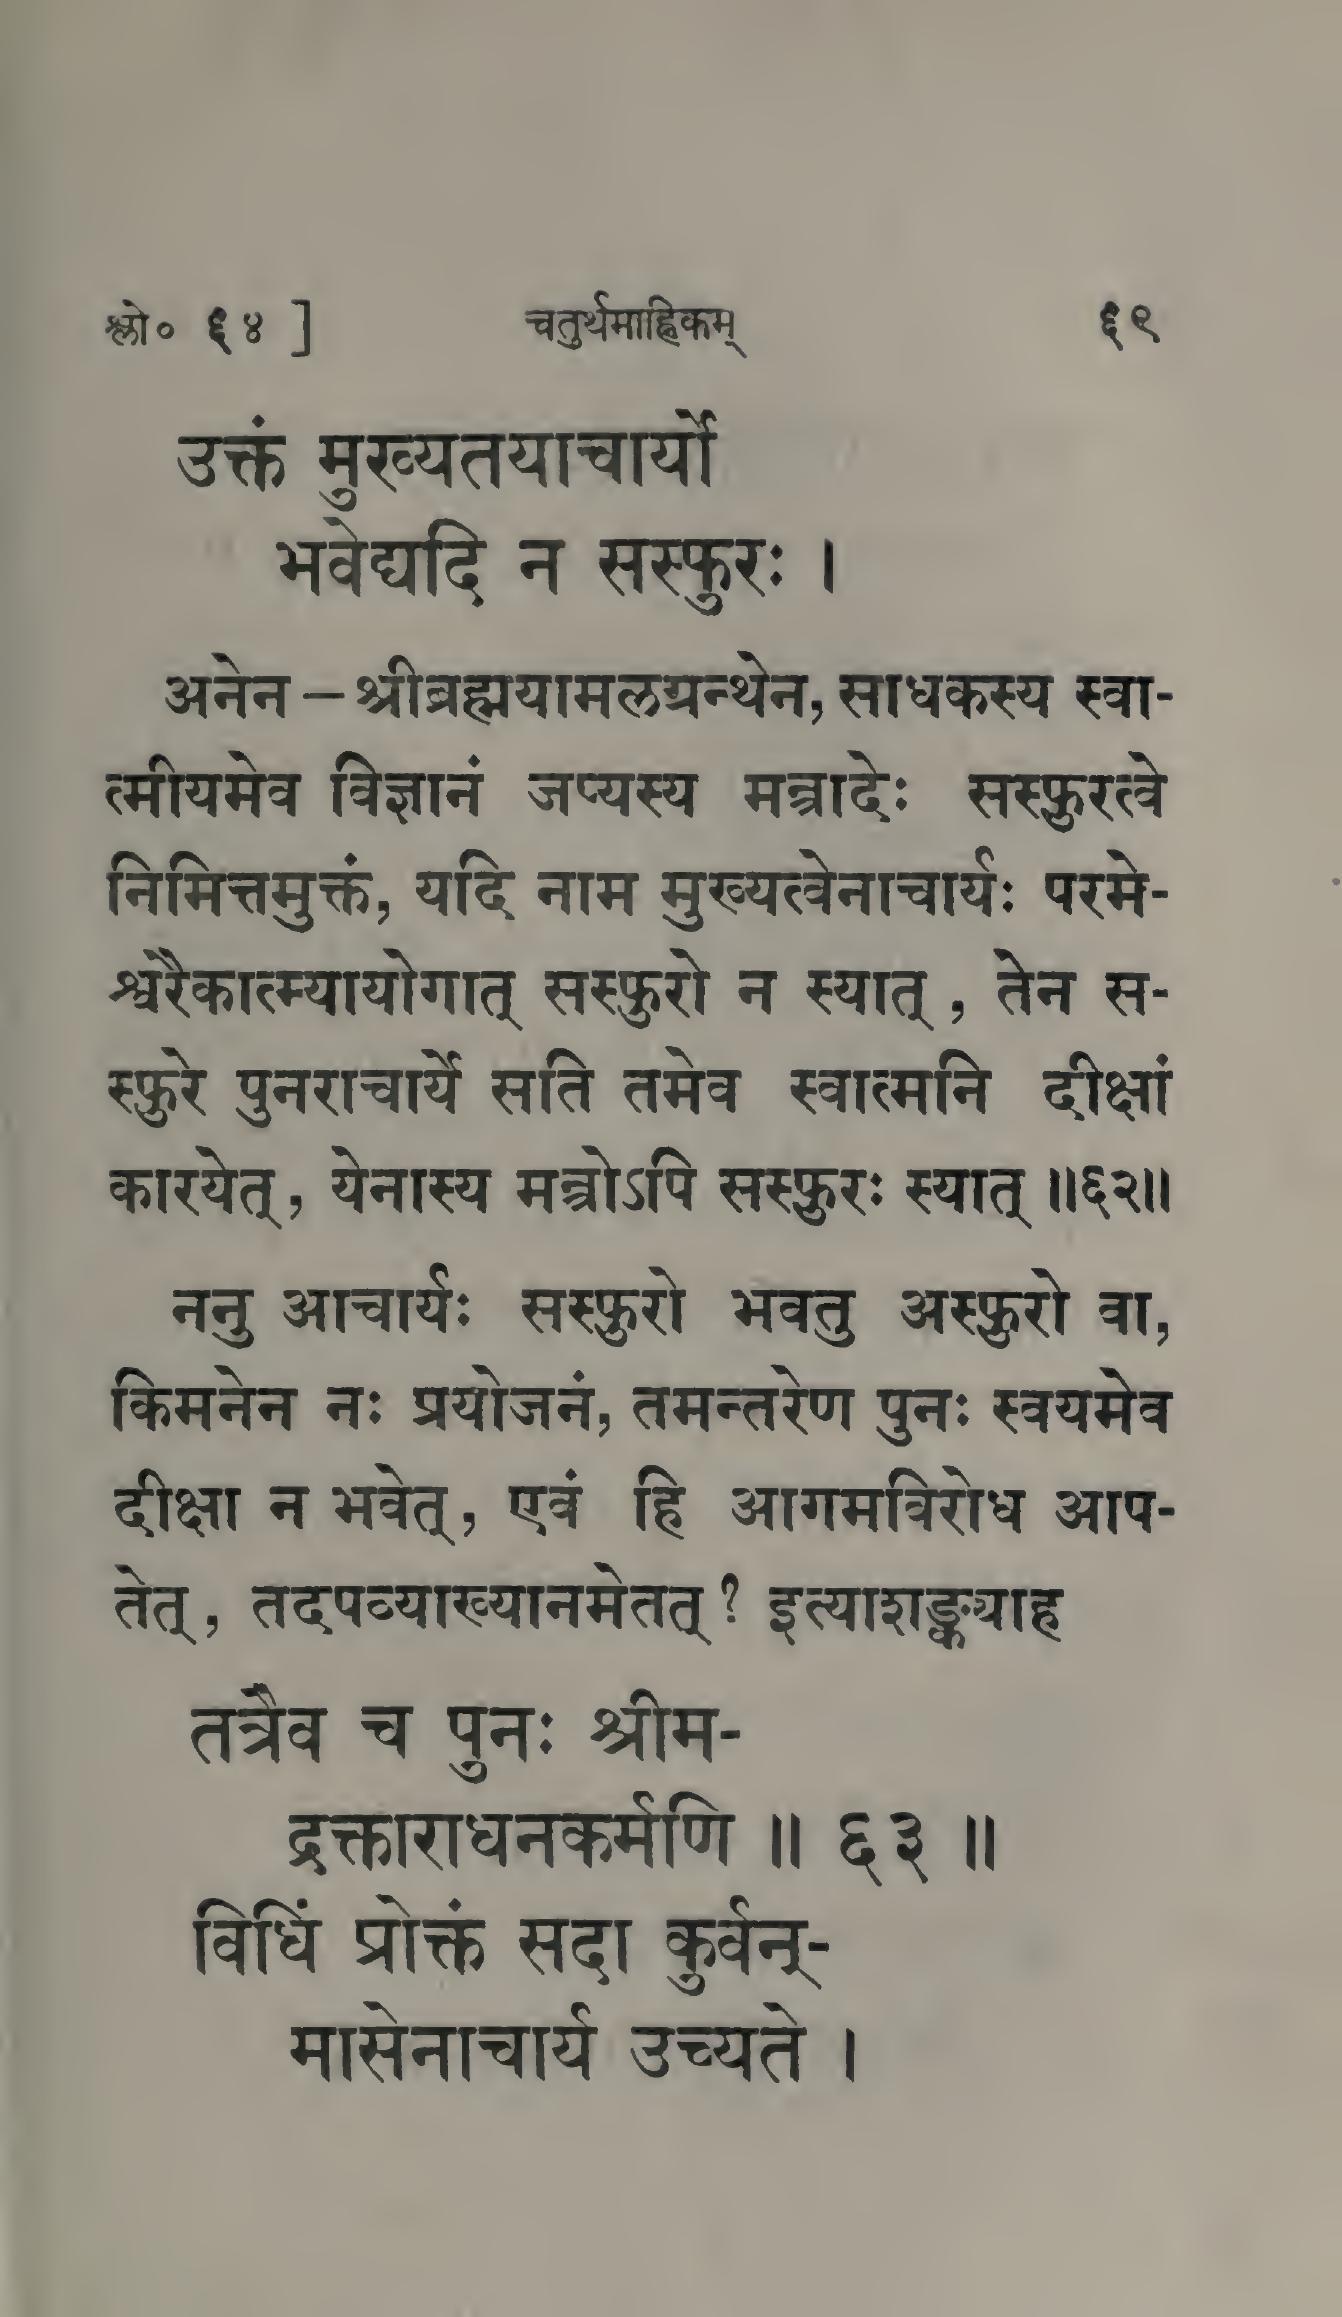 श्लो० ६४ ] चतुर्थमाह्निकम् ६९
उक्तं मुख्यतयाचार्यो
भवेद्यदि न सस्फुरः ।
अनेन – श्रीब्रह्मयामलग्रन्थेन, साधकस्य स्वा-
त्मीयमेव विज्ञानं जप्यस्य मन्त्रादेः सस्फुरत्वे
निमित्तमुक्तं, यदि नाम मुख्यत्वेनाचार्यः परमे-
श्वरैकात्म्यायोगात् सस्फुरो न स्यात् , तेन स-
स्फुरे पुनराचार्ये सति तमेव स्वात्मनि दीक्षां
कारयेत् , येनास्य मन्त्रोऽपि सस्फुरः स्यात् ॥६२॥
ननु आचार्यः सस्फुरो भवतु अस्फुरो वा,
किमनेन नः प्रयोजनं, तमन्तरेण पुनः स्वयमेव
दीक्षा न भवेत् , एवं हि आगमविरोध आप-
तेत् , तदपव्याख्यानमेतत् ? इत्याशङ्क्याह
तत्रैव च पुनः श्रीम-
द्रक्ताराधनकर्मणि ॥ ६३ ॥
विधिं प्रोक्तं सदा कुर्वन्-
मासेनाचार्य उच्यते ।